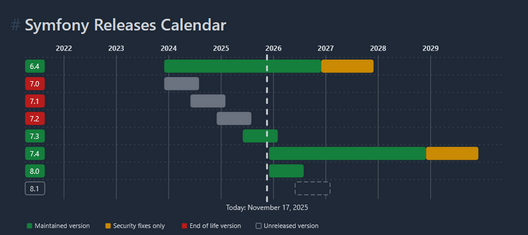 # Symfony Releases Calendar
2022 2023 2024 2025 2026 2027 2028 2029
6.4
7.0
7.1
7.2
7.3
7.4
8.0
8.1
Today: November 17, 2025
Maintained version Security fixes only End of life version Unreleased version